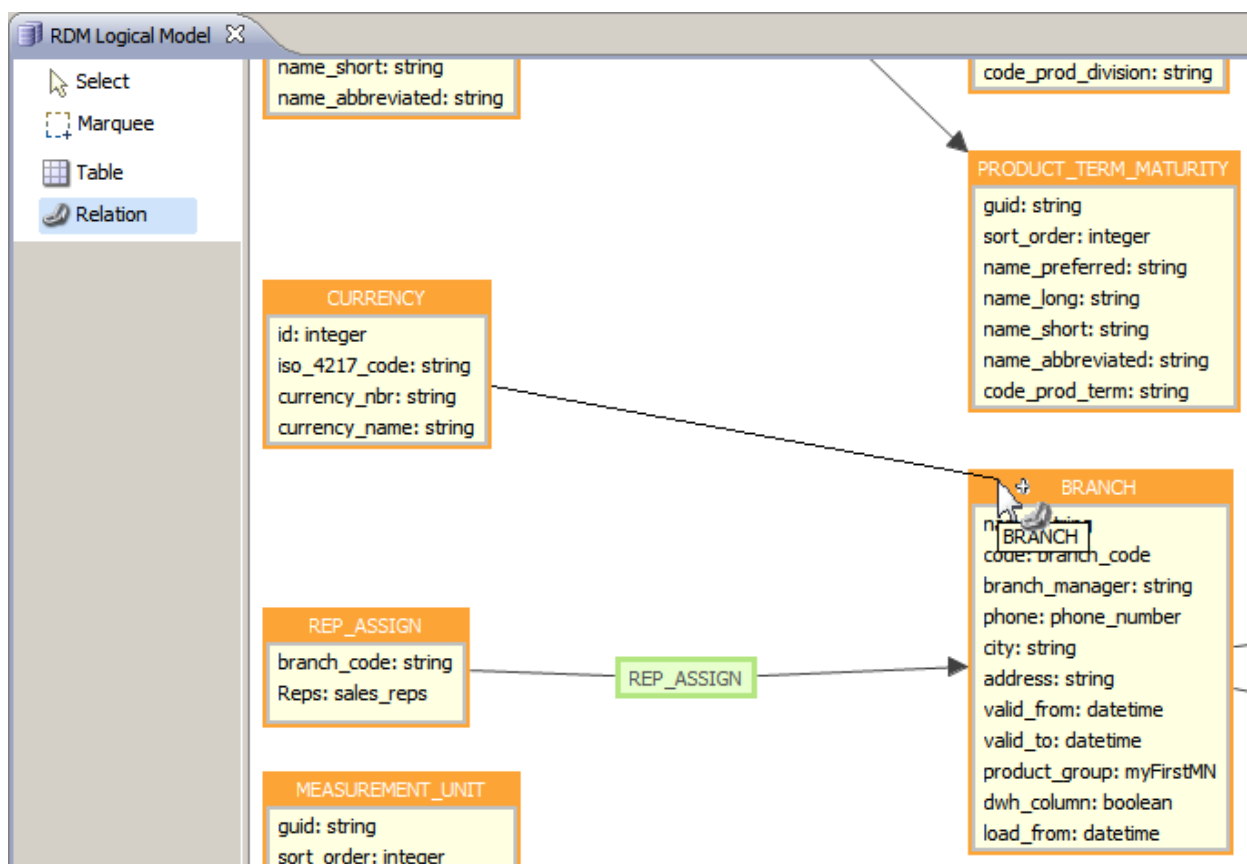 RDM Logical Model
Select
Marquee
Table
Relation
name_short: string
name_abbreviated: string
code_prod_division: string
PRODUCT_TERM_MATURITY
guid: string
sort_order: integer
name_preferred: string
name_long: string
name_short: string
name_abbreviated: string
code_prod_term: string
CURRENCY
id: integer
iso_4217_code: string
currency_nbr: string
currency_name: string
BRANCH
BRANCH
code: branch_code
branch_manager: string
phone: phone_number
city: string
address: string
valid_from: datetime
valid_to: datetime
product_group: myFirstMN
dwh_column: boolean
load_from: datetime
REP_ASSIGN
branch_code: string
Reps: sales_reps
REP_ASSIGN
MEASUREMENT_UNIT
guid: string
sort_order: integer